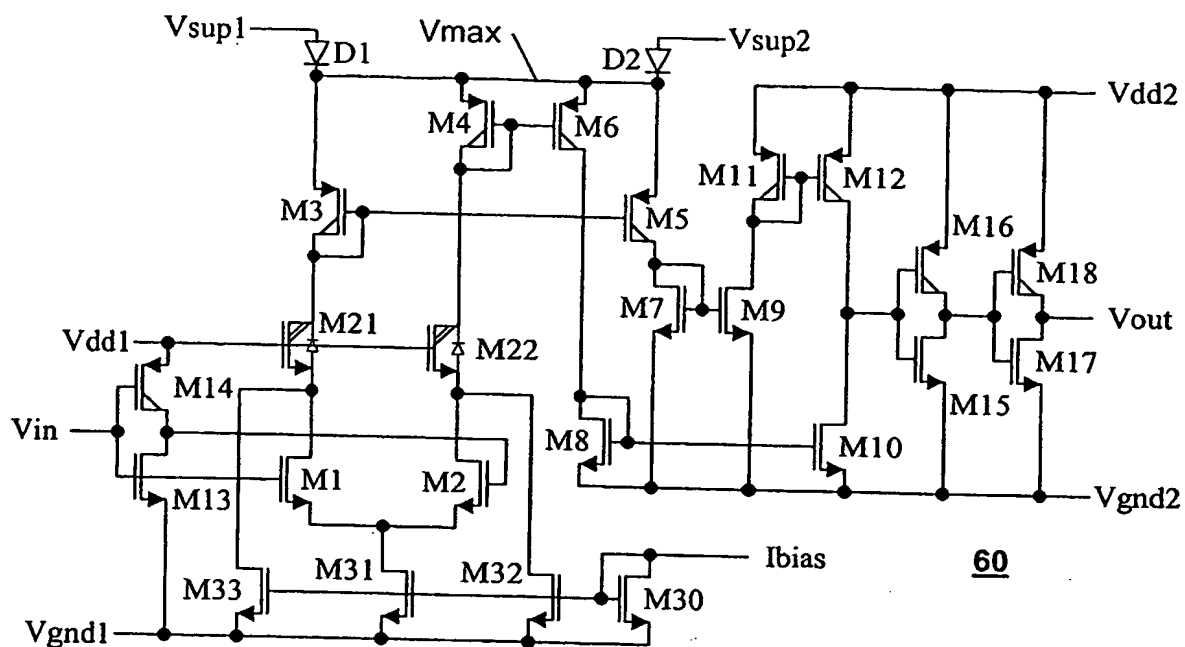 Vsup1
D1
Vmax
D2
Vsup2
Vdd2
M4
M6
M11
M12
M3
M5
M16
M18
M7
M9
Vout
Vdd1
M21
M22
M14
M17
M15
Vin
M8
M10
M13
M1
M2
Vgnd2
M33
M31
M32
M30
Ibias
60
Vgnd1